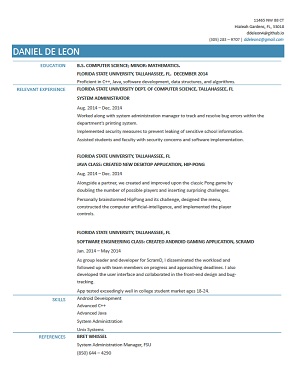 11465 NW 88 CT
Hialeah Gardens, FL, 33018
ddeleonvi@github.io
(305) 283 – 9707 |
DANIEL DE LEON
EDUCATION
B.S. COMPUTER SCIENCE; MINOR: MATHEMATICS.
FLORIDA STATE UNIVERSITY, TALLAHASSEE, FL, DECEMBER 2014
Proficient in C++, Java, software development, data structures, and algorithms.
RELEVANT EXPERIENCE
FLORIDA STATE UNIVERSITY DEPT. OF COMPUTER SCIENCE, TALLAHASSEE, FL
SYSTEM ADMINISTRATOR
Aug, 2014 – Dec, 2014
Worked along with system administration manager to track and resolve bug errors within the
department's printing system.
Implemented security measures to prevent leaking of sensitive school information.
Assisted students and faculty with security concerns and software implementation.
FLORIDA STATE UNIVERSITY, TALLAHASSEE, FL
JAVA CLASS: CREATED NEW DESKTOP APPLICATION, HIP-PONG
Aug, 2014 – Dec, 2014
Alongside a partner, we created and improved upon the classic Pong game by
doubling the number of possible players and inserting surprising challenges.
Personally brainstormed HipPong and its challenge, designed the menu,
constructed the computer artificial-intelligence, and implemented the player
controls.
FLORIDA STATE UNIVERSITY, TALLAHASSEE, FL
SOFTWARE ENGINEERING CLASS: CREATED ANDROID GAMING APPLICATION, SCRAMD
Jan, 2014 – May 2014
As group leader and developer for ScramD, I disseminated the workload and
followed up with team members on progress and approaching deadlines. I also
developed the user interface and collaborated in the front-end design and bug-
tracking.
App tested exceedingly well in college student market ages 18-24.
SKILLS
Android Development
Advanced C++
Advanced Java
System Administration
Unix Systems
REFERENCES
BRET WHISSEL
System Administration Manager, FSU
(850) 644 – 4290